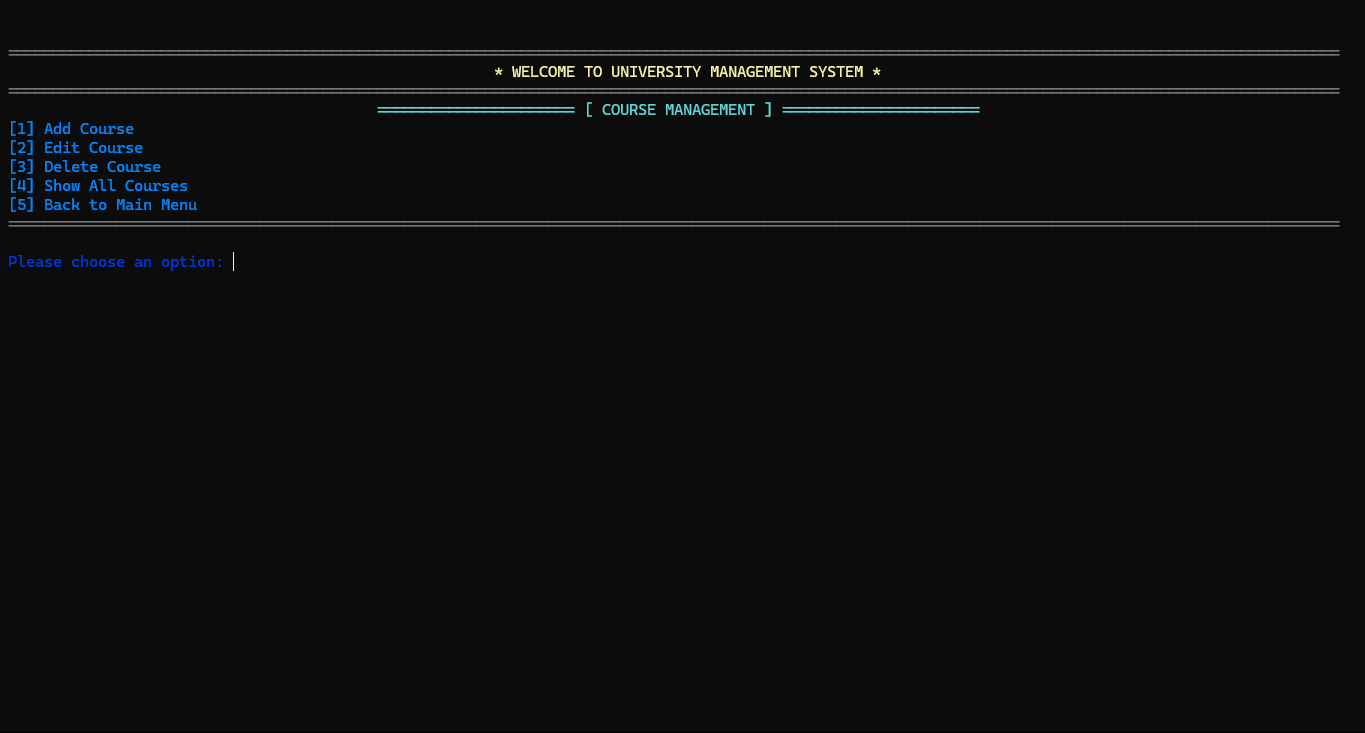 * WELCOME TO UNIVERSITY MANAGEMENT SYSTEM *
[ COURSE MANAGEMENT ]
[1] Add Course
[2] Edit Course
[3] Delete Course
[4] Show All Courses
[5] Back to Main Menu
Please choose an option: